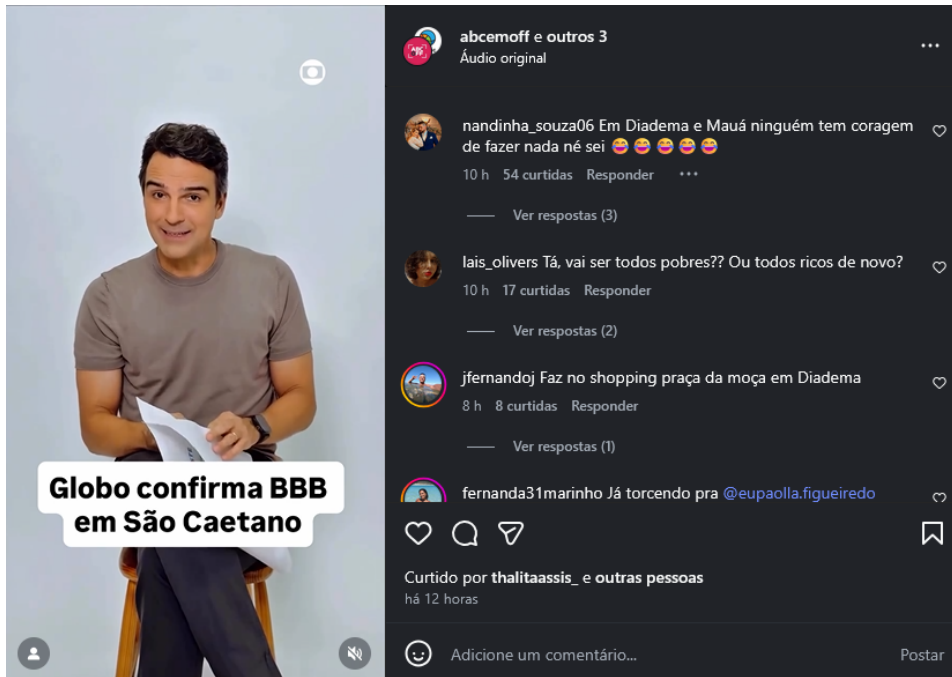 Globo confirma BBB
em São Caetano
abcemoff e outros 3
Áudio original
nandinha_souza06 Em Diadema e Mauá ninguém tem coragem
de fazer nada né sei 😂😂😂😂😂
10 h 54 curtidas Responder
Ver respostas (3)
lais_olivers Tá, vai ser todos pobres?? Ou todos ricos de novo?
10 h 17 curtidas Responder
Ver respostas (2)
jfernandoj Faz no shopping praça da moça em Diadema
8 h 8 curtidas Responder
Ver respostas (1)
fernanda31marinho Já torcendo pra @eupaolla.figueiredo
Curtido por thalitaassis_ e outras pessoas
há 12 horas
Adicione um comentário...
Postar